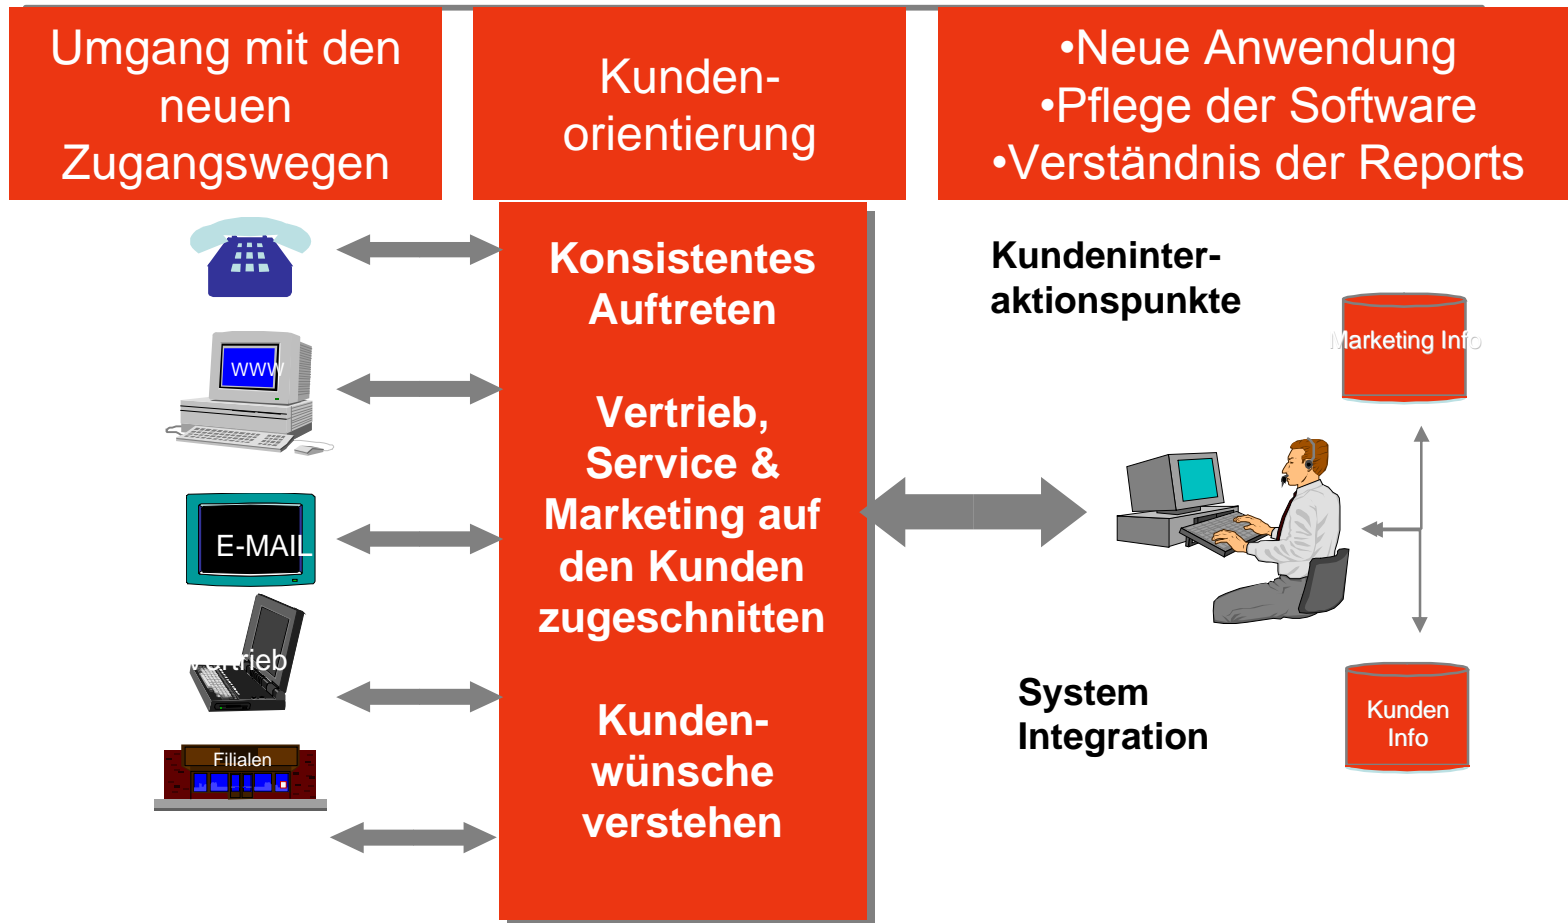 Umgang mit den
neuen
Zugangswegen
Kunden-
orientierung
•Neue Anwendung
•Pflege der Software
•Verständnis der Reports
WWW
E-MAIL
Vertrieb
Filialen
Konsistentes
Auftreten
Vertrieb,
Service &
Marketing auf
den Kunden
zugeschnitten
Kunden-
wünsche
verstehen
Kundeninter-
aktionspunkte
Marketing Info
System
Integration
Kunden
Info